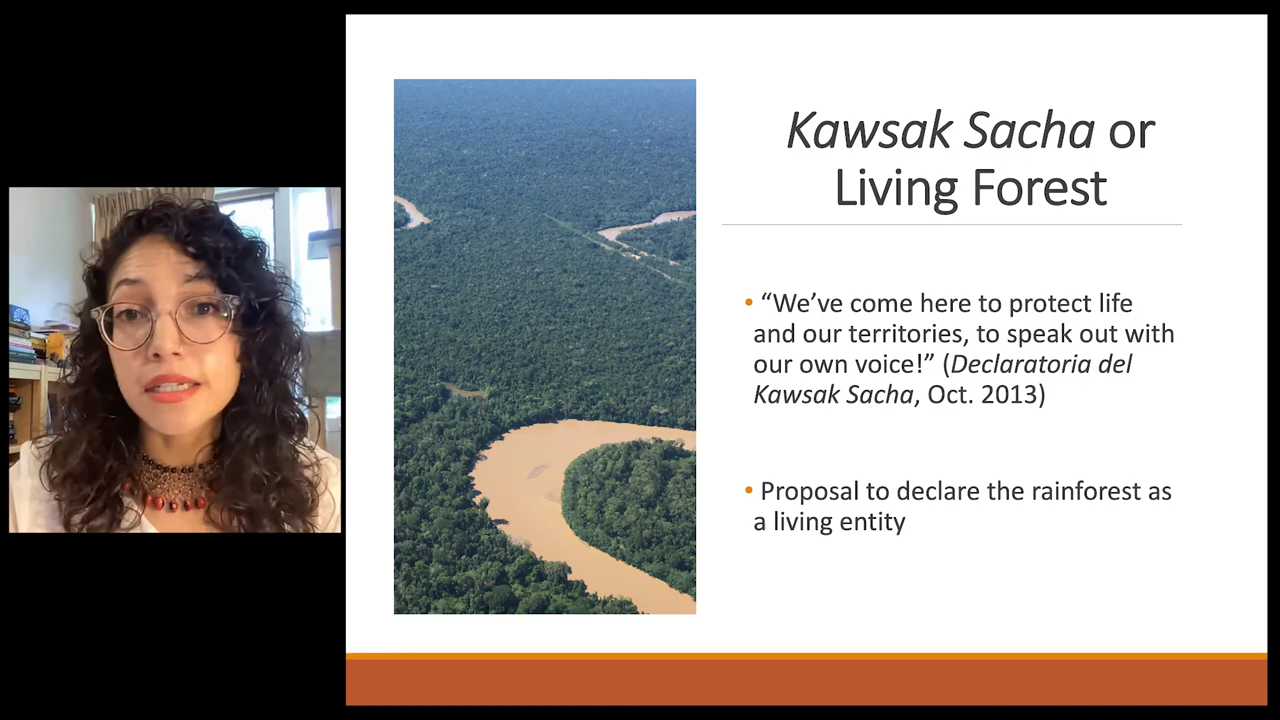 Kawsak Sacha or
Living Forest
• “We’ve come here to protect life
and our territories, to speak out with
our own voice!” (Declaratoria del
Kawsak Sacha, Oct. 2013)
• Proposal to declare the rainforest as
a living entity